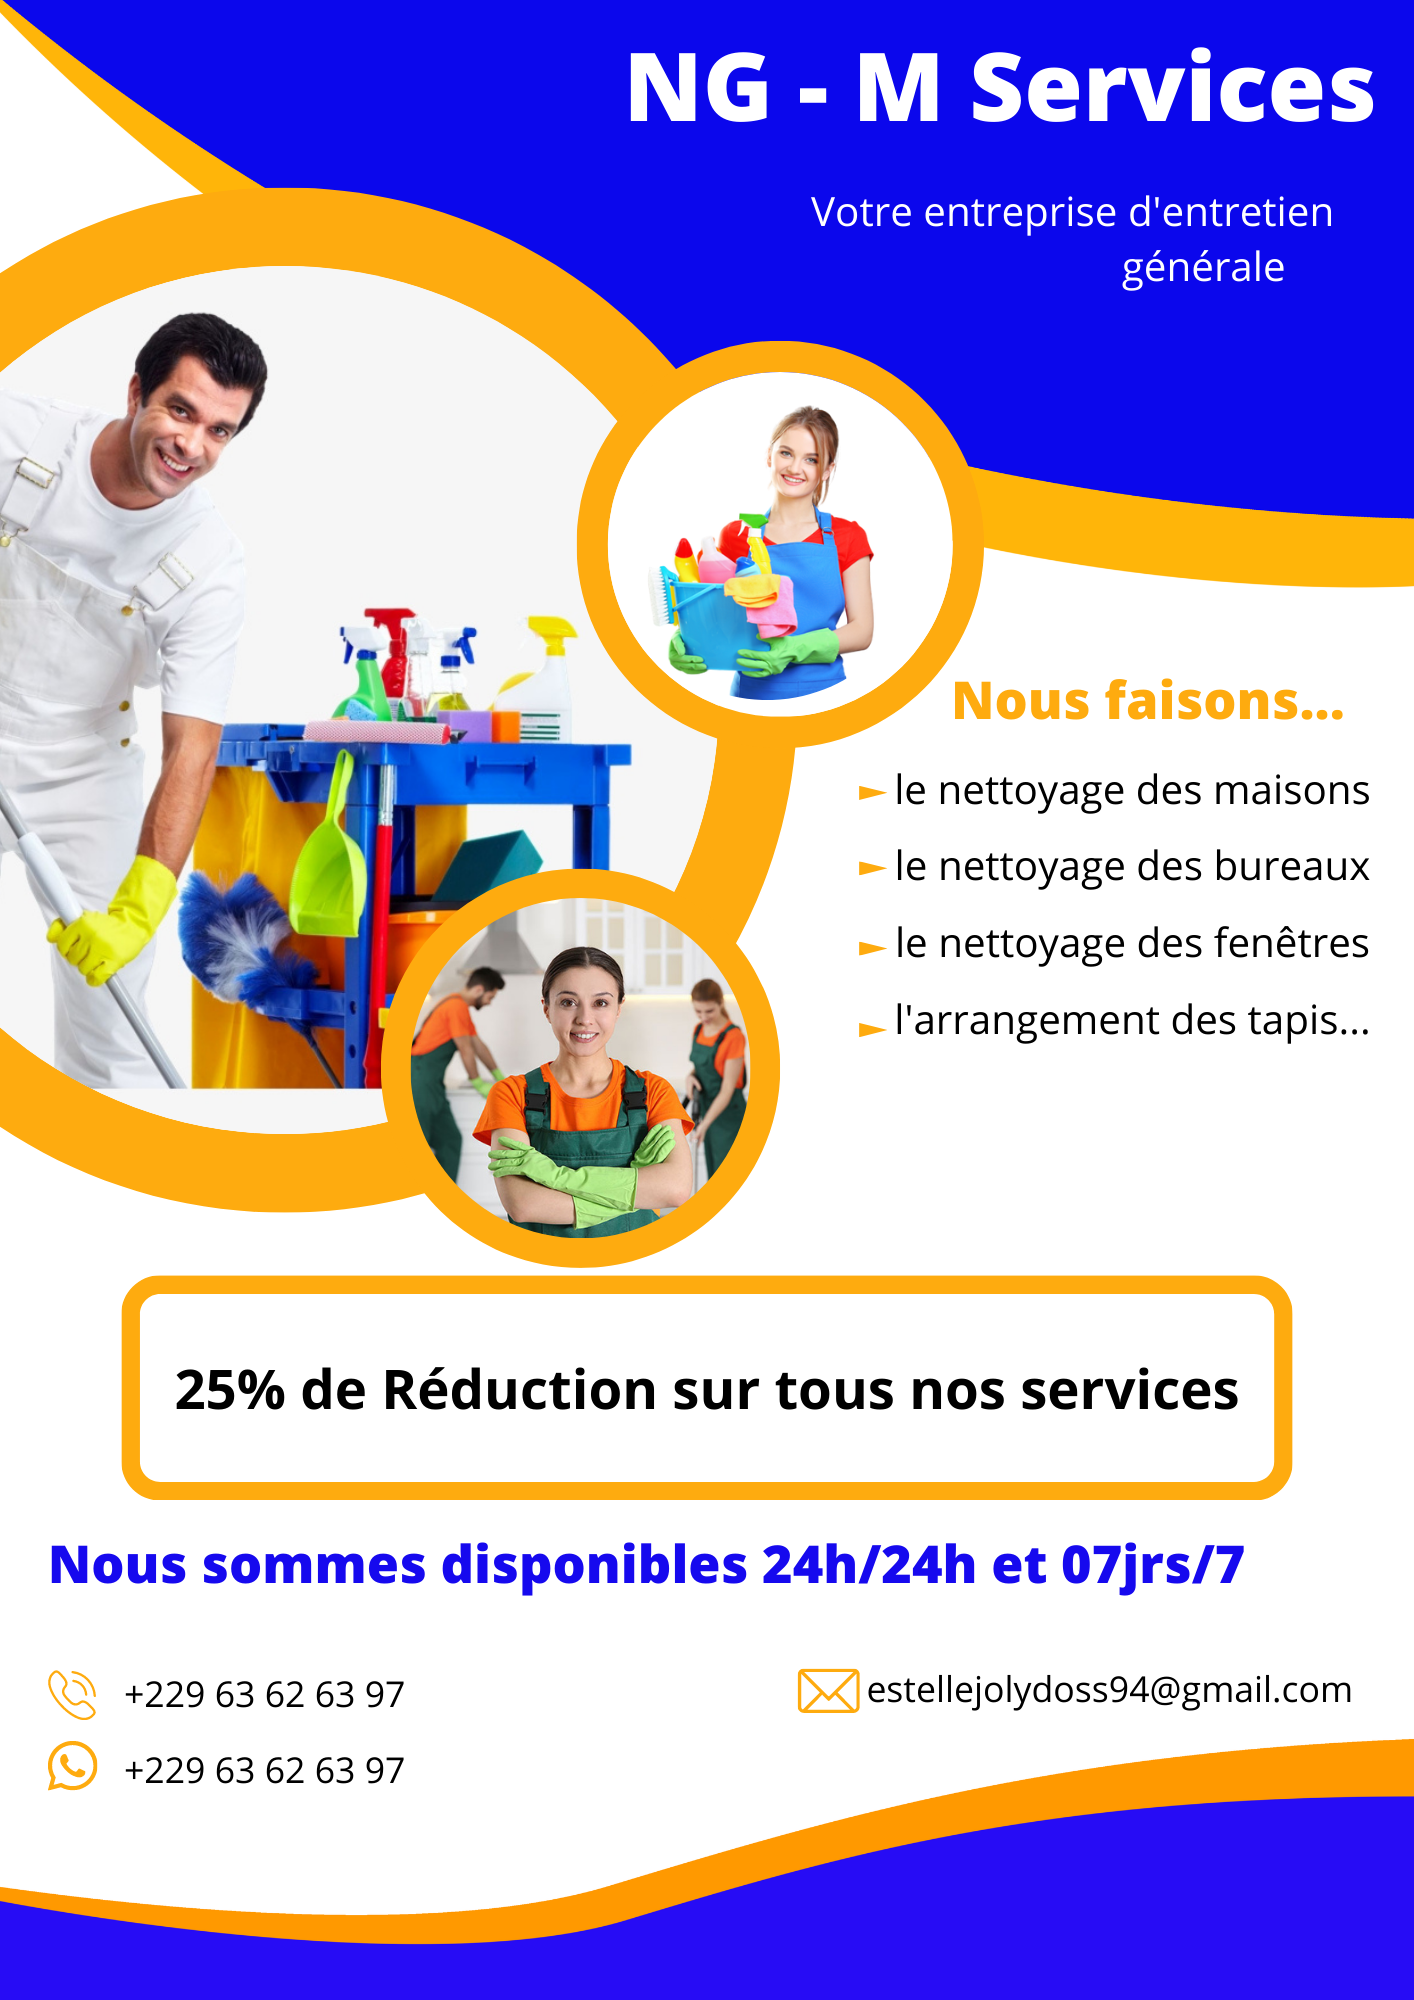 NG - M Services
Votre entreprise d'entretien
générale
Nous faisons...
le nettoyage des maisons
le nettoyage des bureaux
le nettoyage des fenêtres
l'arrangement des tapis...
25% de Réduction sur tous nos services
Nous sommes disponibles 24h/24h et 07jrs/7
+229 63 62 63 97
estellejolydoss94@gmail.com
+229 63 62 63 97